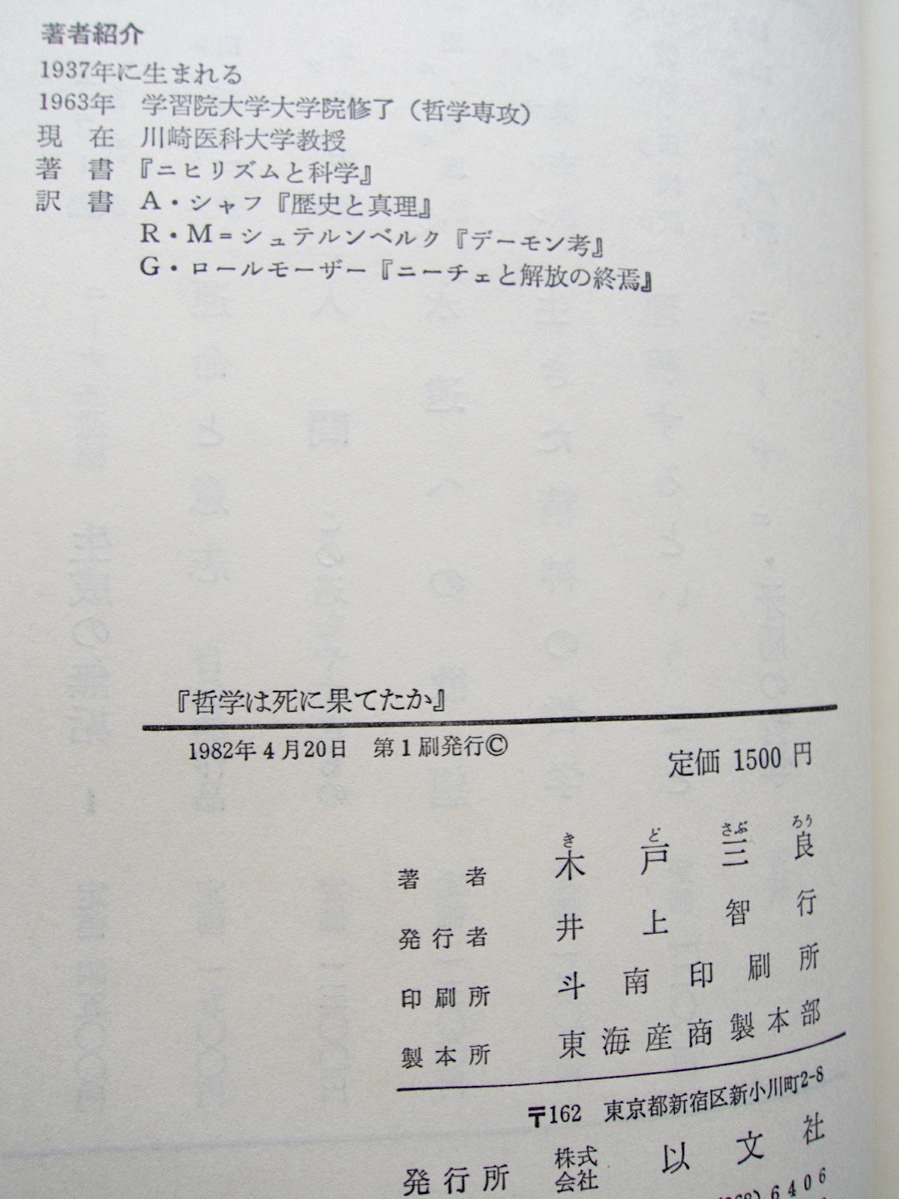 著者紹介
1937年に生まれる
1963年 学習院大学大学院修了(哲学専攻)
現 在 川崎医科大学教授
著 書 『ニヒリズムと科学』
訳 書 A・シャフ『歴史と真理』
R・M=シュテルンベルク『デーモン考』
G・ロールモーザー『ニーチェと解放の終焉』
『哲学は死に果てたか』
1982年4月20日 第1刷発行©
定価 1500円
著者 木戸三良
き ど さぶ ろう
発行者 井上智行
印刷所 斗南印刷所
製本所 東海産商製本部
〒162 東京都新宿区新小川町2-8
発行所 株式会社 以文社
6406